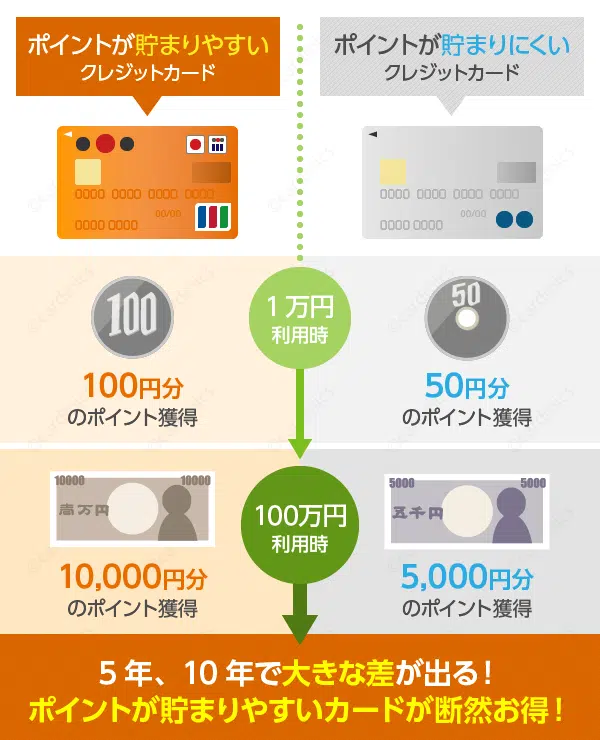 ポイントが貯まりやすい
クレジットカード
ポイントが貯まりにくい
クレジットカード
0000 0000 0000 0000
00/00
0000 0000
0000 0000 0000 0000
00/00
0000 0000
100
1万円
利用時
50
100円分
のポイント獲得
50円分
のポイント獲得
10000 10000
壱万円
100万円
利用時
5000 5000
五千円
10,000円分
のポイント獲得
5,000円分
のポイント獲得
5年、10年で大きな差が出る!
ポイントが貯まりやすいカードが断然お得!